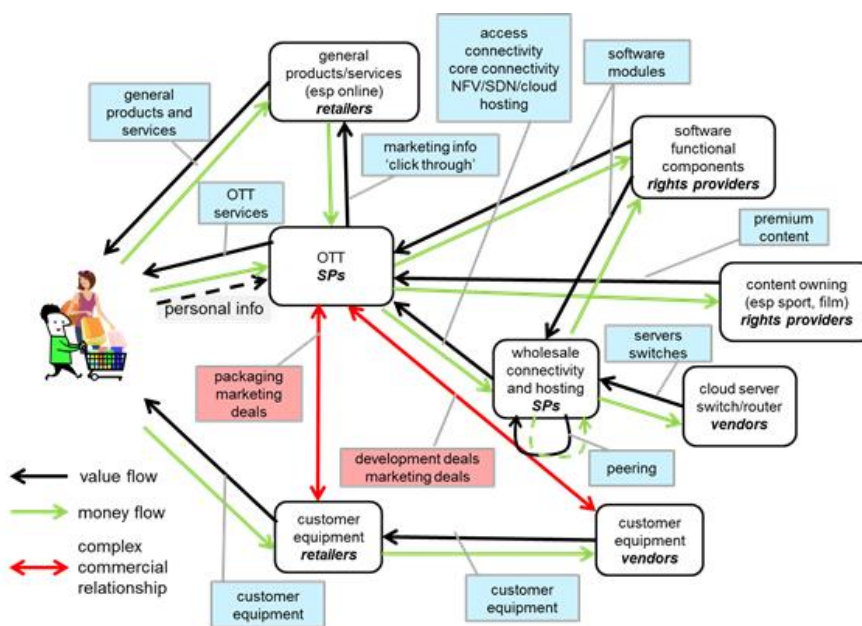 general
products/services
(esp online)
retailers
access
connectivity
core connectivity
NFV/SDN/cloud
hosting
software
modules
general
products and
services
marketing info
‘click through’
software
functional
components
rights providers
OTT
services
premium
content
OTT
SPs
personal info
content owning
(esp sport, film)
rights providers
wholesale
connectivity
and hosting
SPs
servers
switches
packaging
marketing
deals
cloud server
switch/router
vendors
development deals
marketing deals
peering
value flow
money flow
complex
commercial
relationship
customer
equipment
retailers
customer
equipment
vendors
customer
equipment
customer
equipment